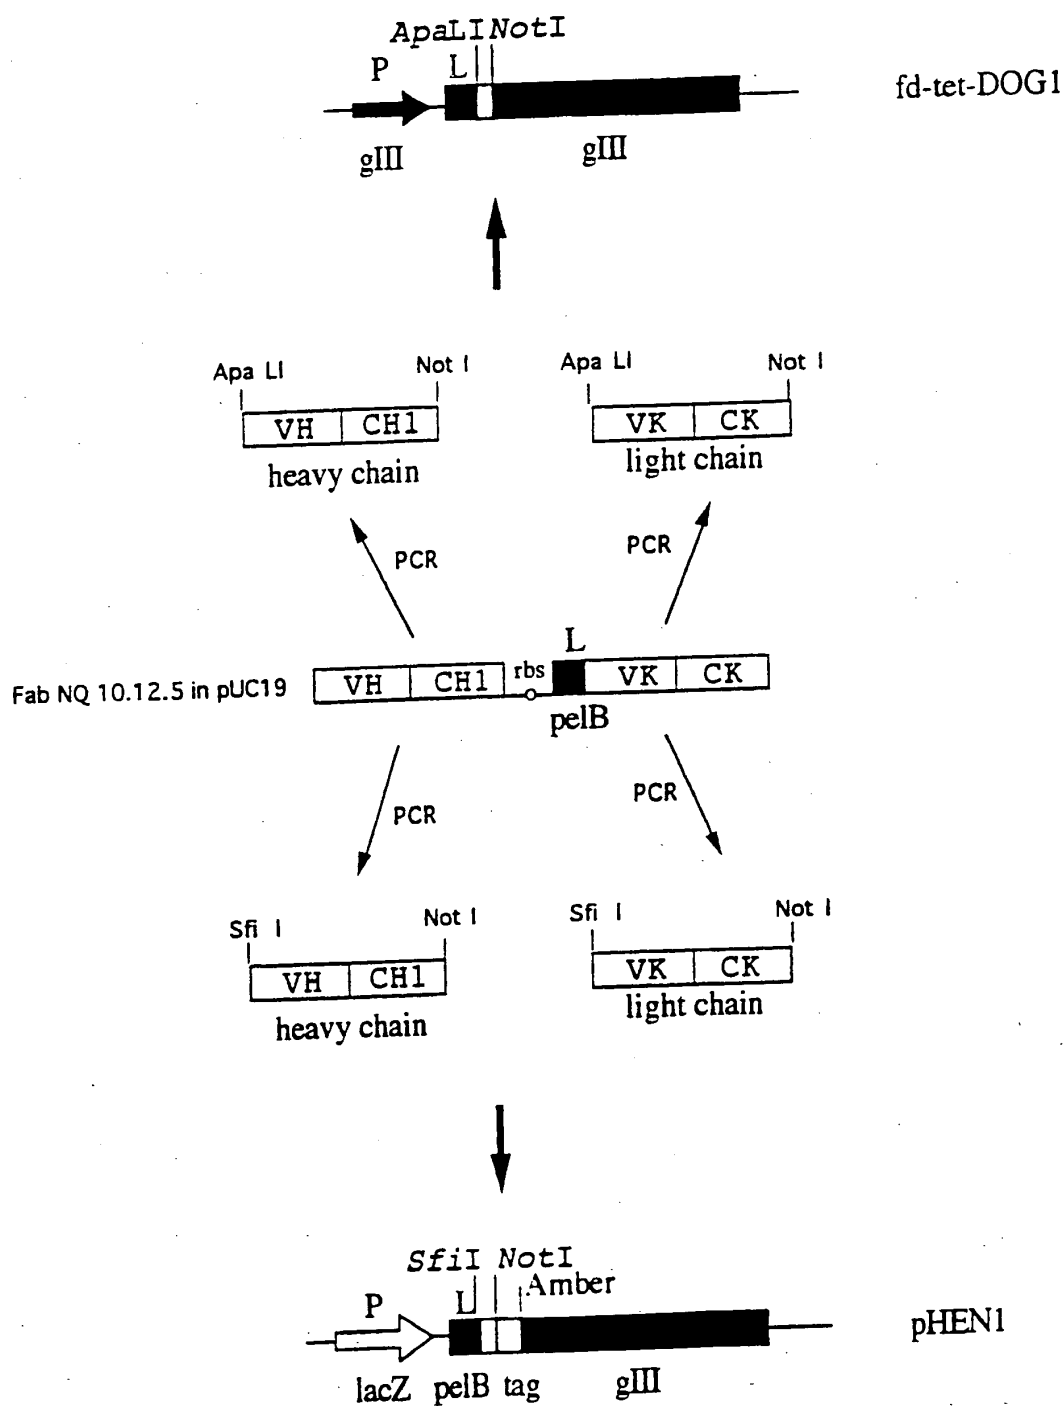 ApaLI NotI
P L
fd-tet-DOG1
gIII gIII
Apa LI Not I Apa LI Not I
VH CH1 VK CK
heavy chain light chain
PCR PCR
L
Fab NQ 10.12.5 in pUC19 VH CH1 rbs VK CK
pelB
PCR PCR
Sfi I Not I Sfi I Not I
VH CH1 VK CK
heavy chain light chain
SfiI NotI
P L Amber
pHEN1
lacZ pelB tag gIII